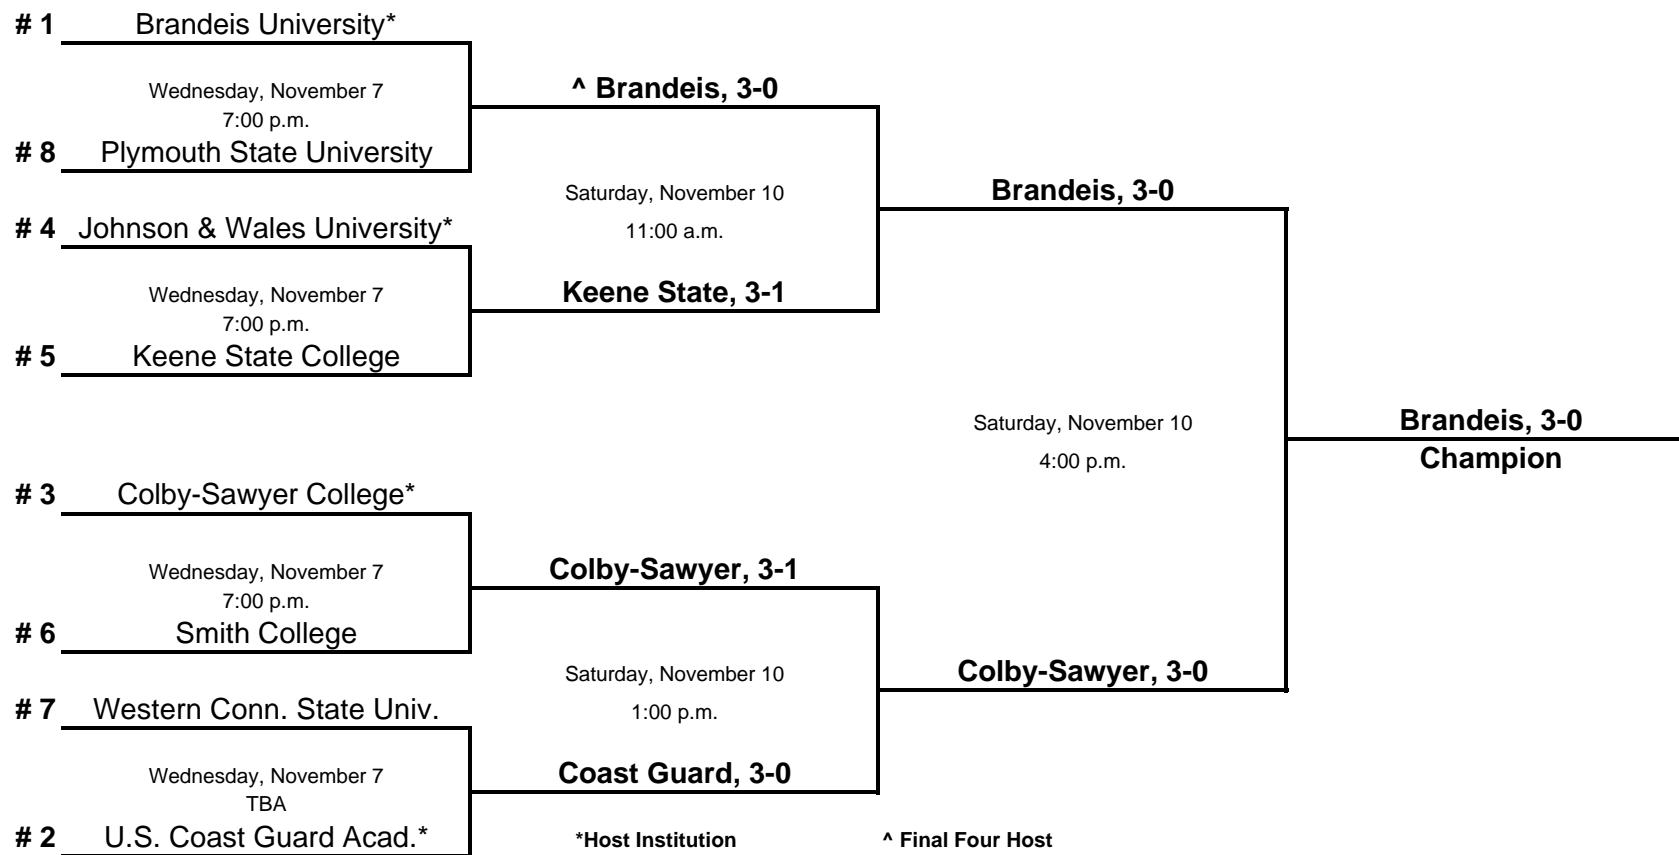 # 1 Brandeis University*
Wednesday, November 7
7:00 p.m.
# 8 Plymouth State University
^ Brandeis, 3-0
Saturday, November 10
11:00 a.m.
# 4 Johnson & Wales University*
Wednesday, November 7
7:00 p.m.
# 5 Keene State College
Keene State, 3-1
Brandeis, 3-0
Saturday, November 10
4:00 p.m.
Brandeis, 3-0
Champion
# 3 Colby-Sawyer College*
Wednesday, November 7
7:00 p.m.
# 6 Smith College
Colby-Sawyer, 3-1
Saturday, November 10
1:00 p.m.
Colby-Sawyer, 3-0
# 7 Western Conn. State Univ.
Wednesday, November 7
TBA
# 2 U.S. Coast Guard Acad.*
Coast Guard, 3-0
*Host Institution
^ Final Four Host